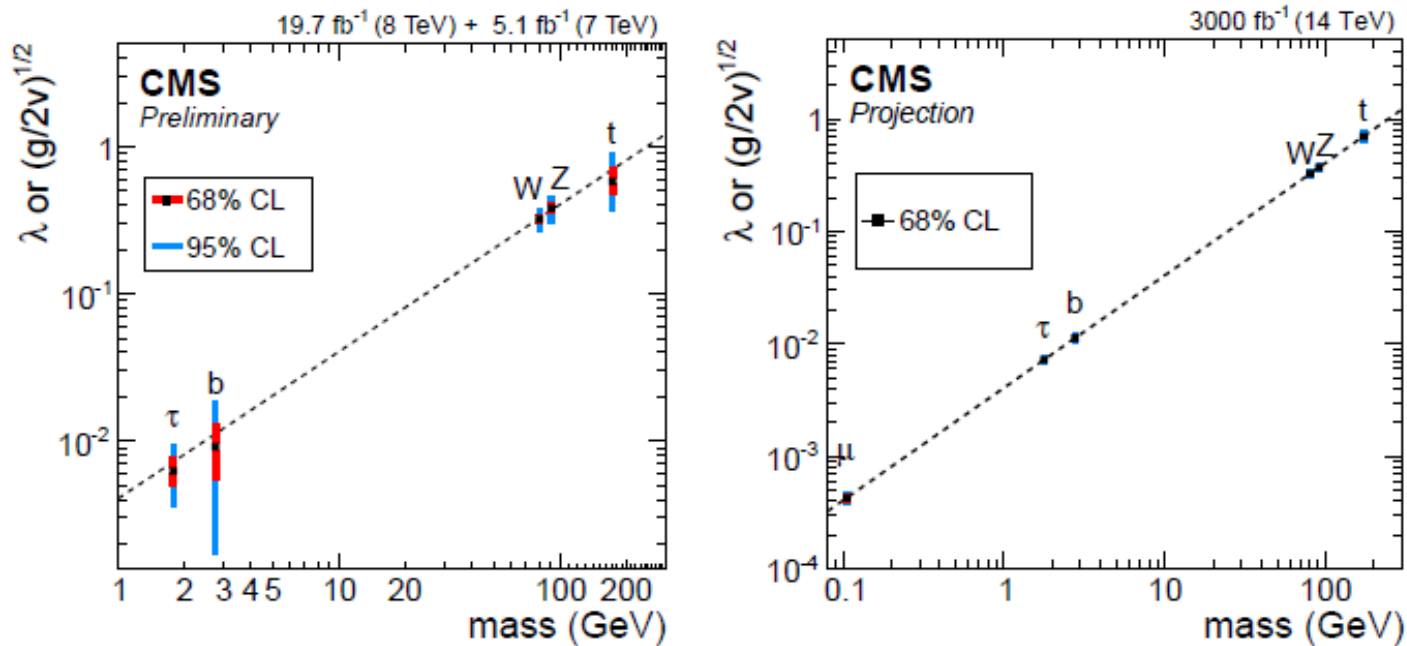 19.7 fb⁻¹ (8 TeV) + 5.1 fb⁻¹ (7 TeV)
CMS
Preliminary
68% CL
95% CL
λ or (g/2v)^1/2
1
10⁻¹
10⁻²
τ
b
W
Z
t
1 2 3 4 5 10 20 100 200
mass (GeV)
3000 fb⁻¹ (14 TeV)
CMS
Projection
68% CL
λ or (g/2v)^1/2
1
10⁻¹
10⁻²
10⁻³
10⁻⁴
μ
τ
b
W
Z
t
0.1 1 10 100
mass (GeV)